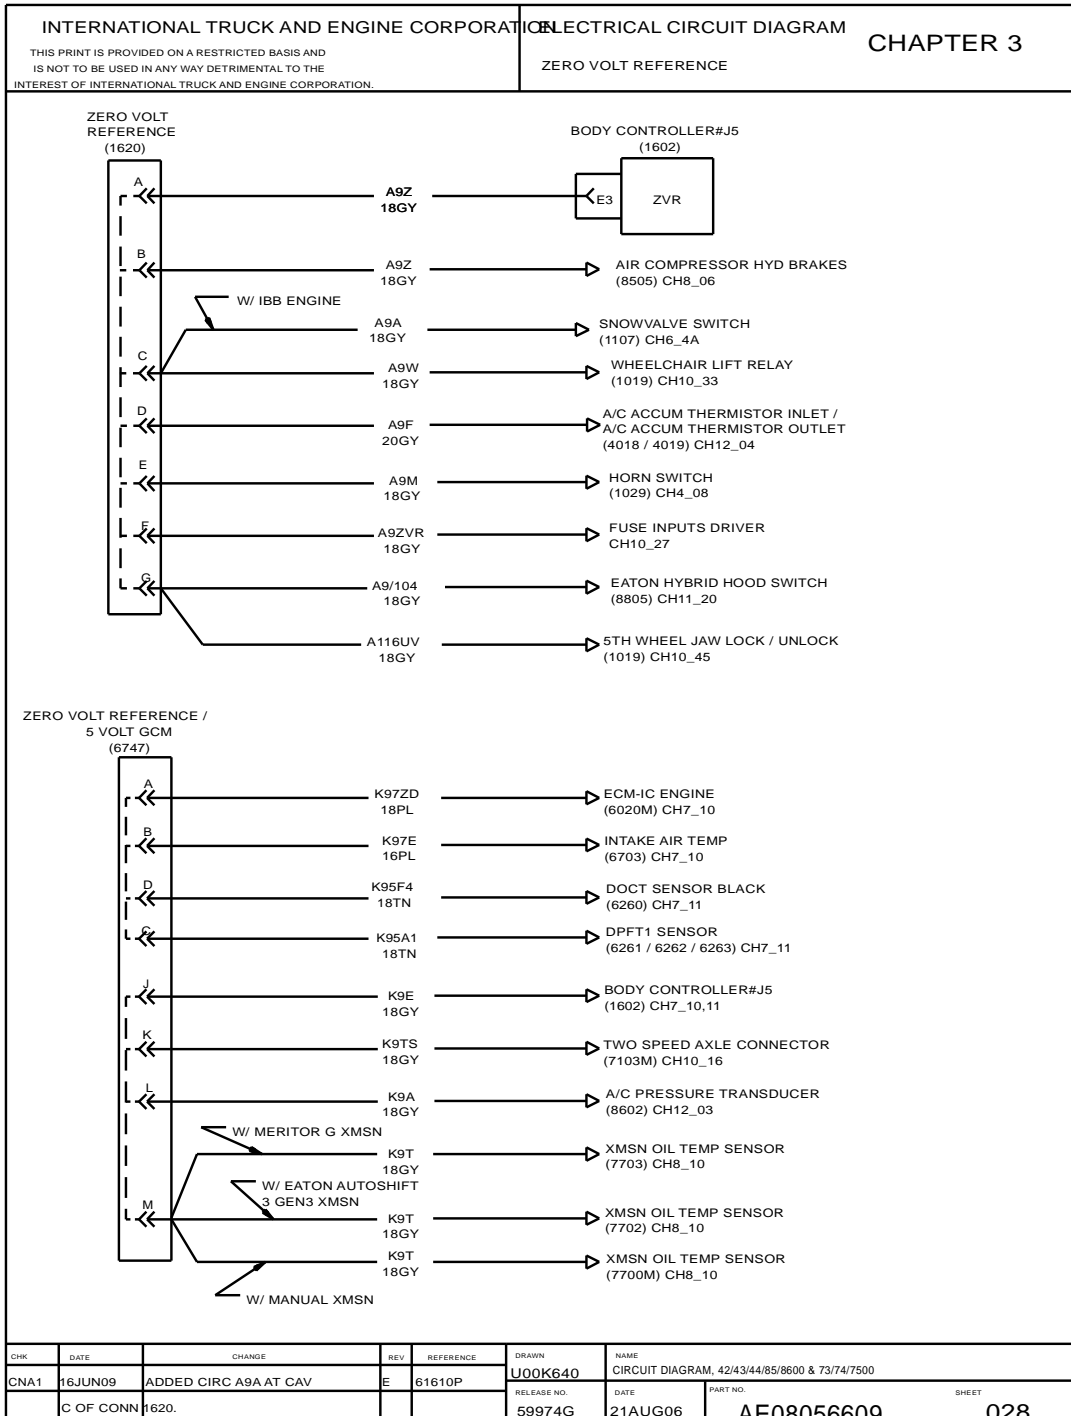 INTERNATIONAL TRUCK AND ENGINE CORPORATION
THIS PRINT IS PROVIDED ON A RESTRICTED BASIS AND
IS NOT TO BE USED IN ANY WAY DETRIMENTAL TO THE
INTEREST OF INTERNATIONAL TRUCK AND ENGINE CORPORATION.
ELECTRICAL CIRCUIT DIAGRAM
ZERO VOLT REFERENCE
CHAPTER 3
ZERO VOLT
REFERENCE
(1620)
BODY CONTROLLER#J5
(1602)
A
A9Z
18GY
E3
ZVR
B
A9Z
18GY
AIR COMPRESSOR HYD BRAKES
(8505) CH8_06
W/ IBB ENGINE
A9A
18GY
SNOWVALVE SWITCH
(1107) CH6_4A
C
A9W
18GY
WHEELCHAIR LIFT RELAY
(1019) CH10_33
D
A9F
20GY
A/C ACCUM THERMISTOR INLET /
A/C ACCUM THERMISTOR OUTLET
(4018 / 4019) CH12_04
E
A9M
18GY
HORN SWITCH
(1029) CH4_08
F
A9ZVR
18GY
FUSE INPUTS DRIVER
CH10_27
G
A9/104
18GY
EATON HYBRID HOOD SWITCH
(8805) CH11_20
A116UV
18GY
5TH WHEEL JAW LOCK / UNLOCK
(1019) CH10_45
ZERO VOLT REFERENCE /
5 VOLT GCM
(6747)
A
K97ZD
18PL
ECM-IC ENGINE
(6020M) CH7_10
B
K97E
16PL
INTAKE AIR TEMP
(6703) CH7_10
D
K95F4
18TN
DOCT SENSOR BLACK
(6260) CH7_11
C
K95A1
18TN
DPFT1 SENSOR
(6261 / 6262 / 6263) CH7_11
J
K9E
18GY
BODY CONTROLLER#J5
(1602) CH7_10,11
K
K9TS
18GY
TWO SPEED AXLE CONNECTOR
(7103M) CH10_16
L
K9A
18GY
A/C PRESSURE TRANSDUCER
(8602) CH12_03
W/ MERITOR G XMSN
K9T
18GY
XMSN OIL TEMP SENSOR
(7703) CH8_10
W/ EATON AUTOSHIFT
3 GEN3 XMSN
M
K9T
18GY
XMSN OIL TEMP SENSOR
(7702) CH8_10
K9T
18GY
XMSN OIL TEMP SENSOR
(7700M) CH8_10
W/ MANUAL XMSN
CHK DATE CHANGE REV REFERENCE
CNA1 16JUN09 ADDED CIRC A9A AT CAV E 61610P
C OF CONN 1620.
DRAWN
U00K640
NAME
CIRCUIT DIAGRAM, 42/43/44/85/8600 & 73/74/7500
RELEASE NO.
59974G
DATE
21AUG06
PART NO.
AE08056609
SHEET
028